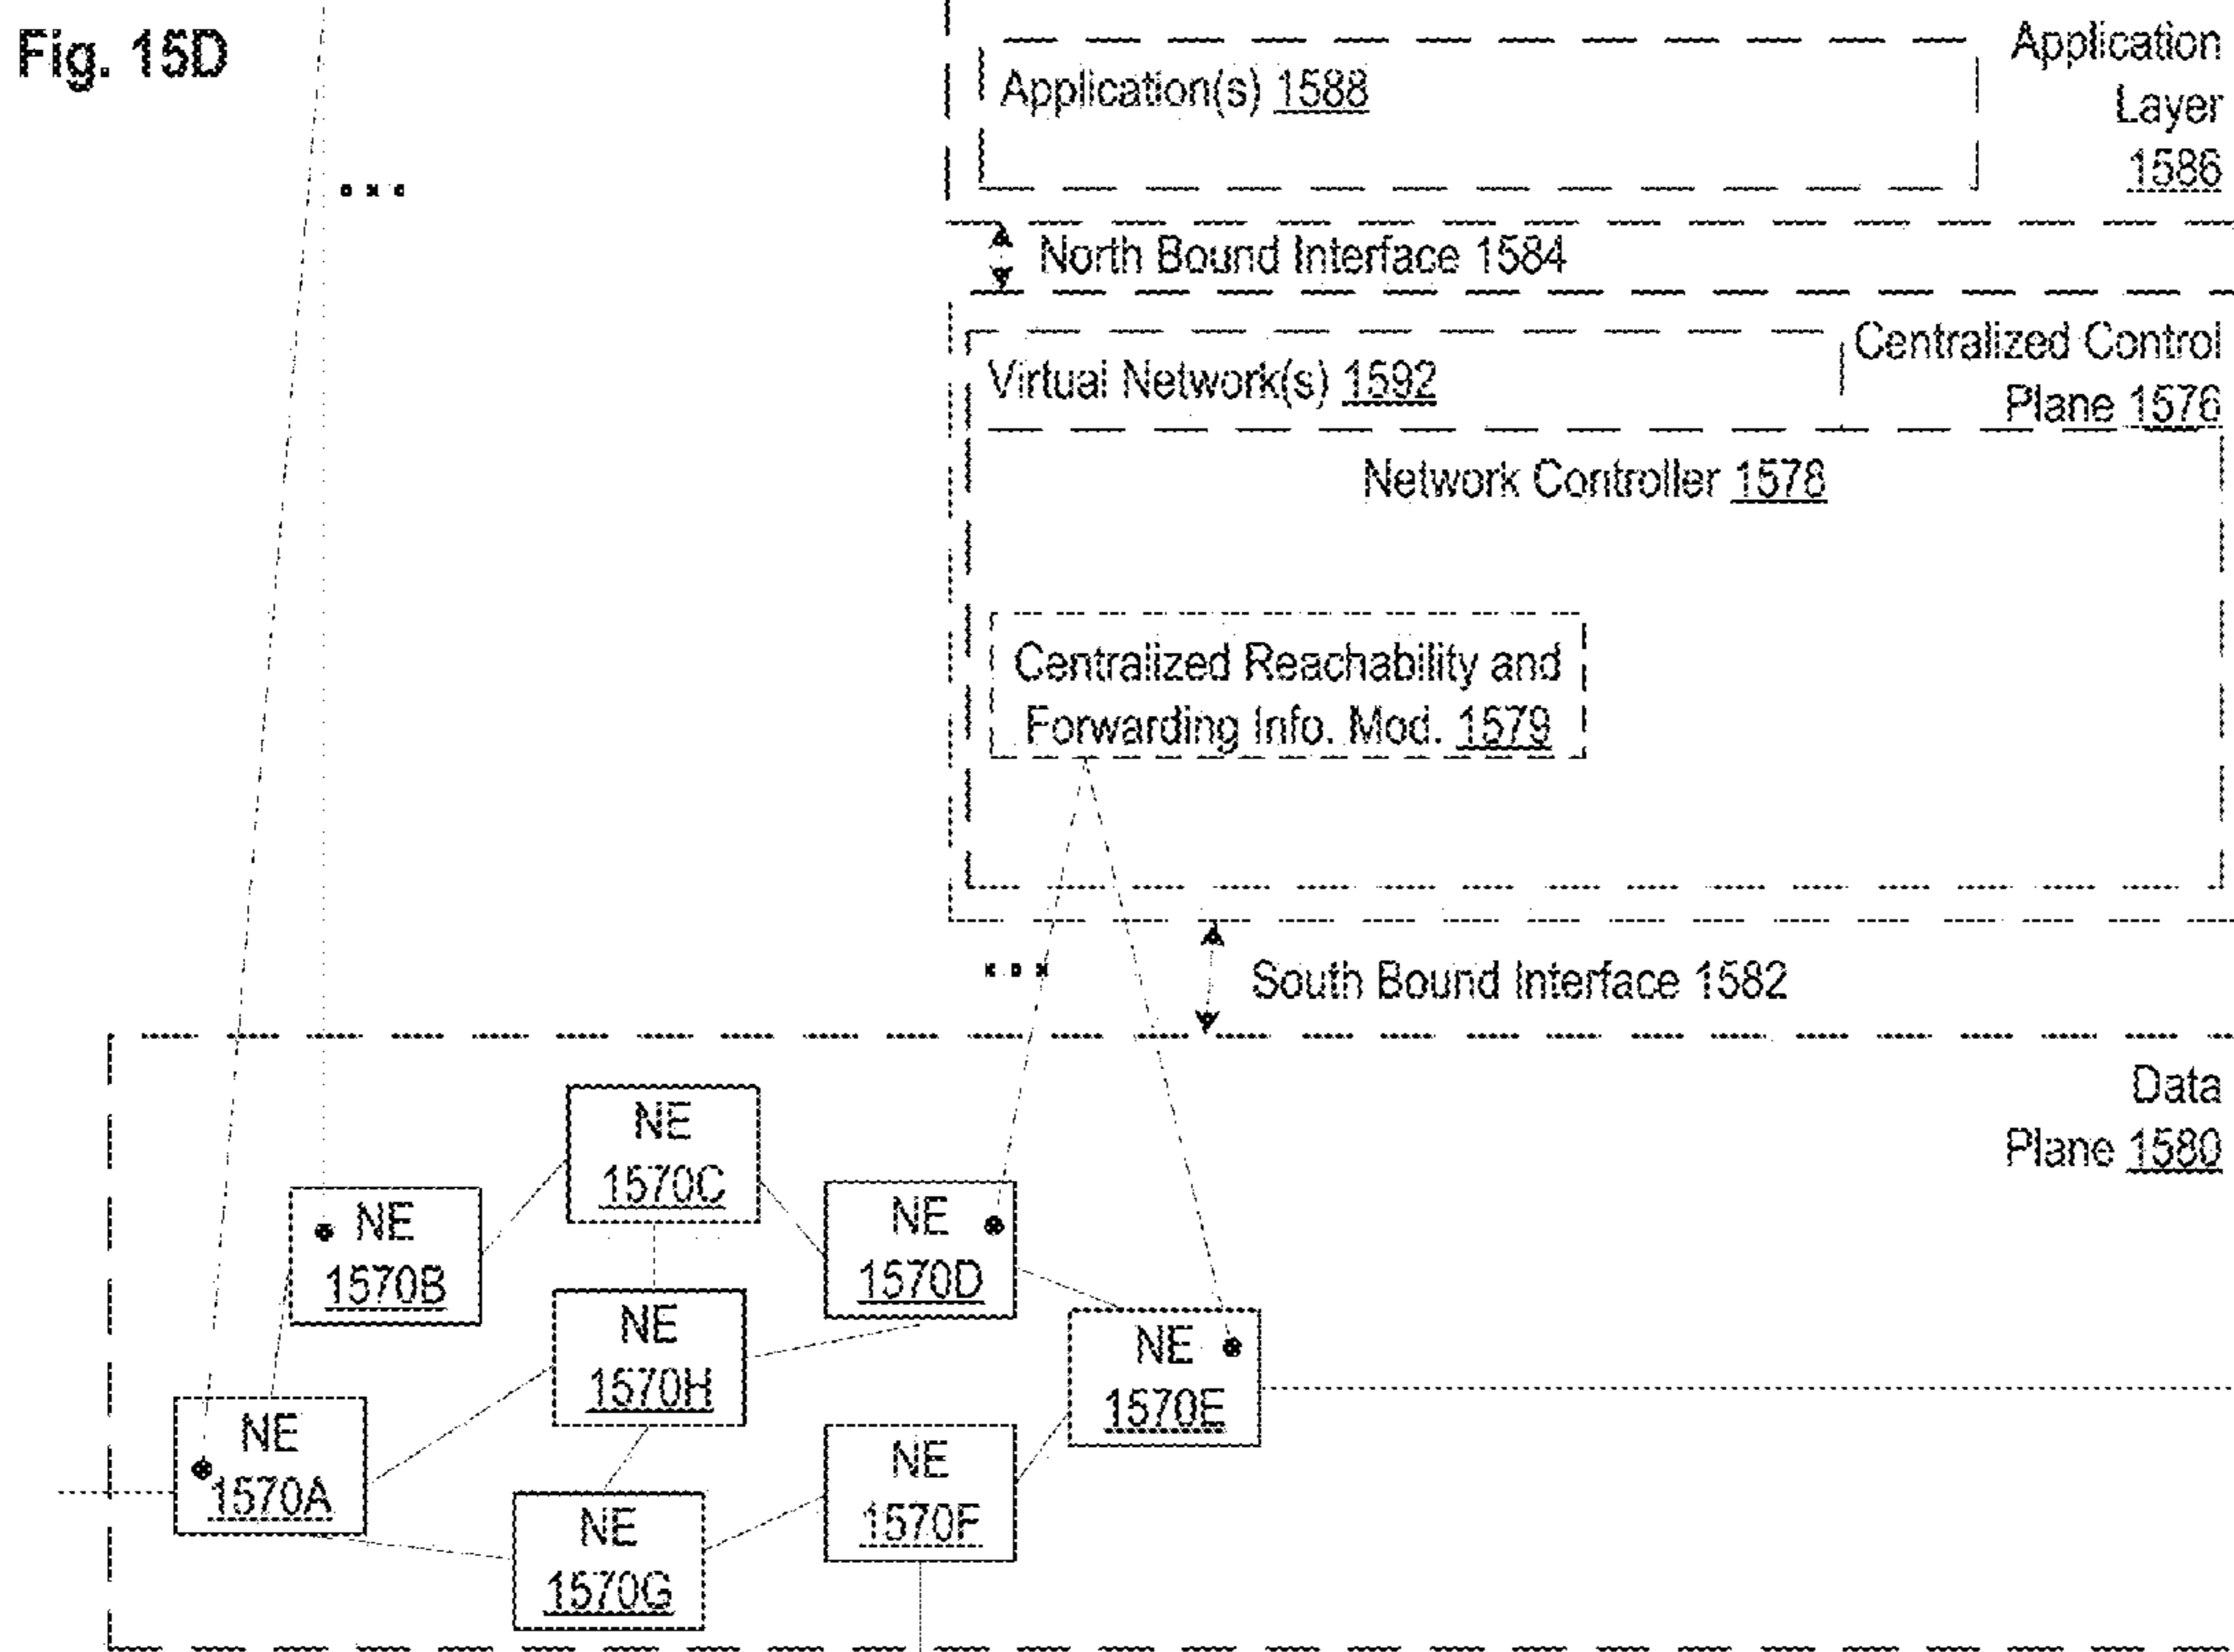 Fig. 15D
Application(s) 1588
Application
Layer
1586
North Bound Interface 1584
Virtual Network(s) 1592
Centralized Control
Plane 1576
Network Controller 1578
Centralized Reachability and
Forwarding Info. Mod. 1579
South Bound Interface 1582
Data
Plane 1580
NE
1570C
NE
1570B
NE
1570D
NE
1570H
NE
1570E
NE
1570A
NE
1570F
NE
1570G